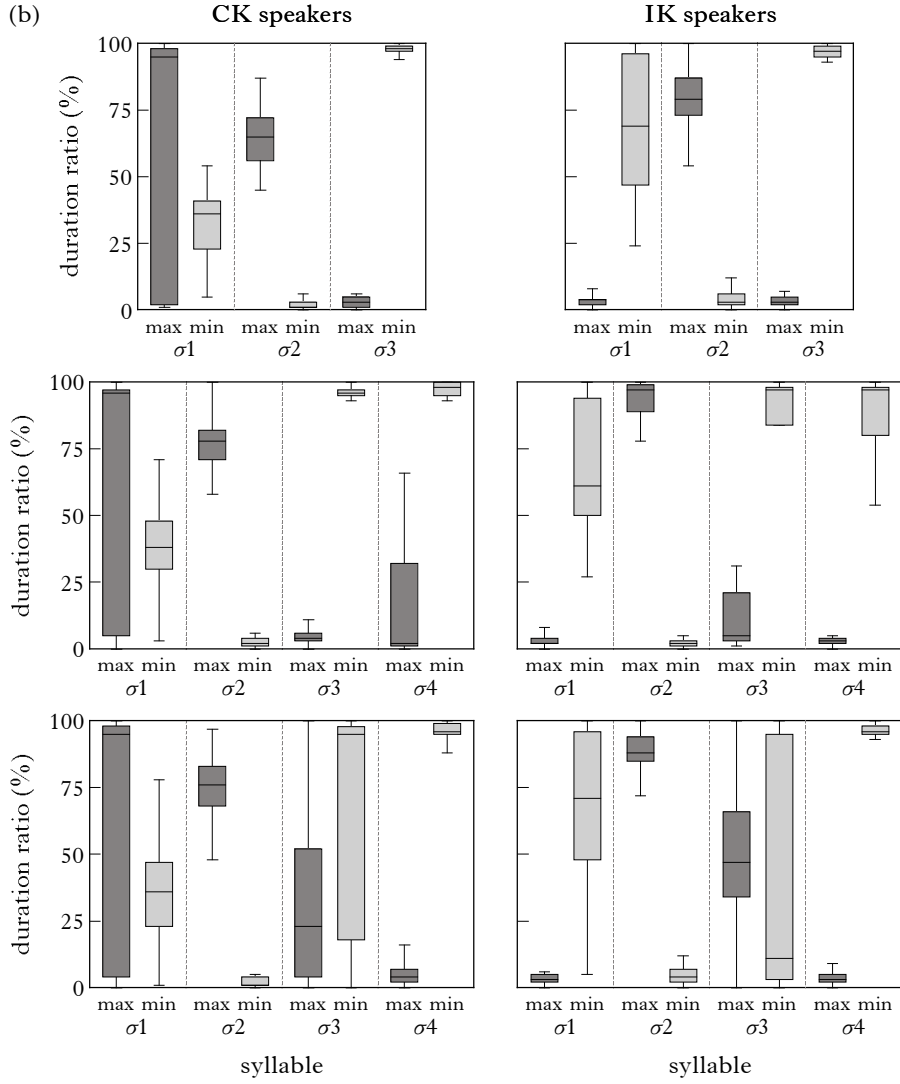 (b) CK speakers IK speakers
100
75
50
25
0
duration ratio (%)
max min max min max min
σ1 σ2 σ3
max min max min max min
σ1 σ2 σ3
100
75
50
25
0
duration ratio (%)
max min max min max min max min
σ1 σ2 σ3 σ4
max min max min max min max min
σ1 σ2 σ3 σ4
100
75
50
25
0
duration ratio (%)
max min max min max min max min
σ1 σ2 σ3 σ4
max min max min max min max min
σ1 σ2 σ3 σ4
syllable syllable